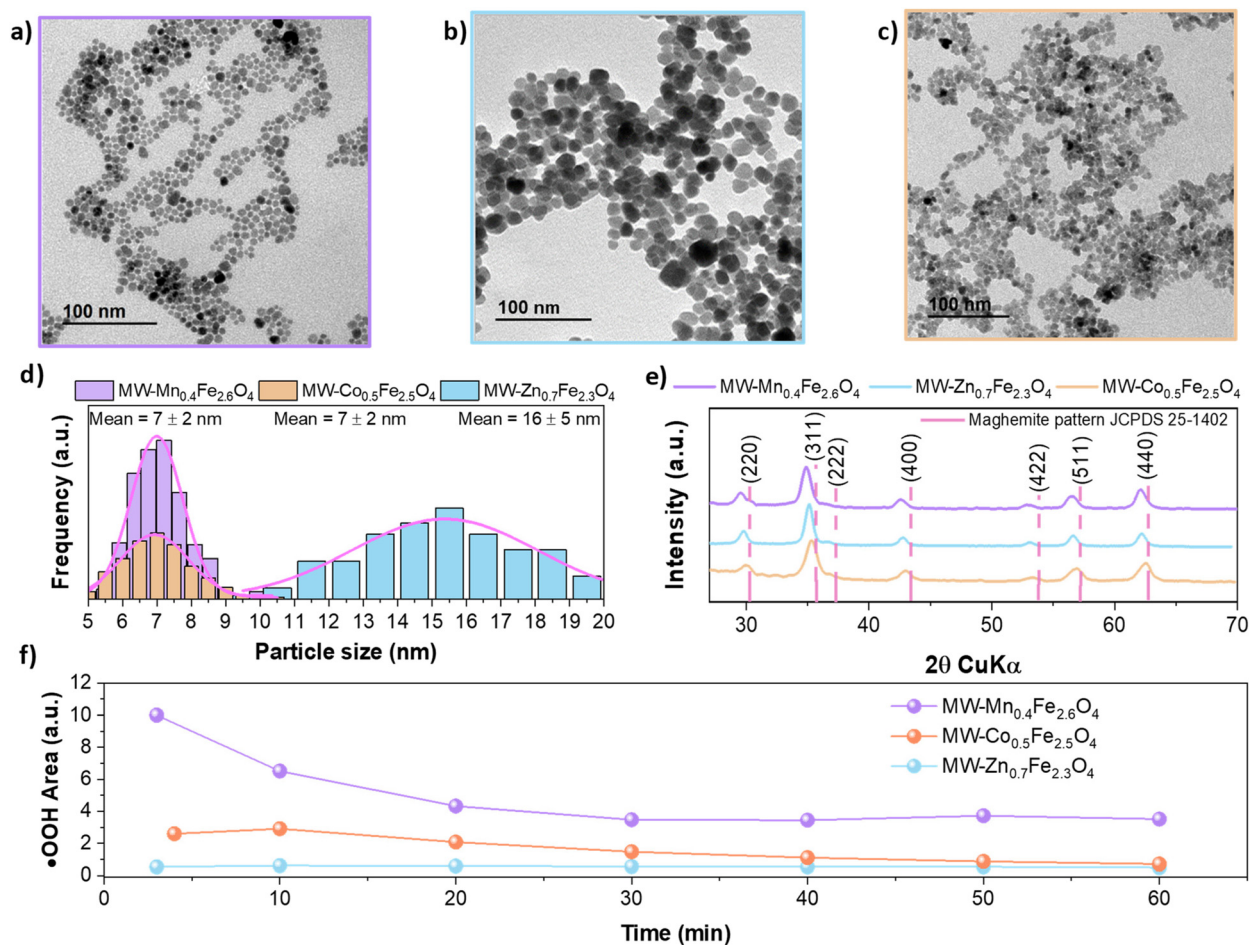 a)
b)
c)
100 nm
100 nm
100 nm
d)
MW-Mn0.4Fe2.6O4 MW-Co0.5Fe2.5O4 MW-Zn0.7Fe2.3O4
Mean = 7 ± 2 nm Mean = 7 ± 2 nm Mean = 16 ± 5 nm
Frequency (a.u.)
5 6 7 8 9 10 11 12 13 14 15 16 17 18 19 20
Particle size (nm)
e)
MW-Mn0.4Fe2.6O4 MW-Zn0.7Fe2.3O4 MW-Co0.5Fe2.5O4
Maghemite pattern JCPDS 25-1402
(220) (311) (222) (400) (422) (511) (440)
Intensity (a.u.)
30 40 50 60 70
2θ CuKα
f)
MW-Mn0.4Fe2.6O4
MW-Co0.5Fe2.5O4
MW-Zn0.7Fe2.3O4
●OOH Area (a.u.)
12
10
8
6
4
2
0
0 10 20 30 40 50 60
Time (min)